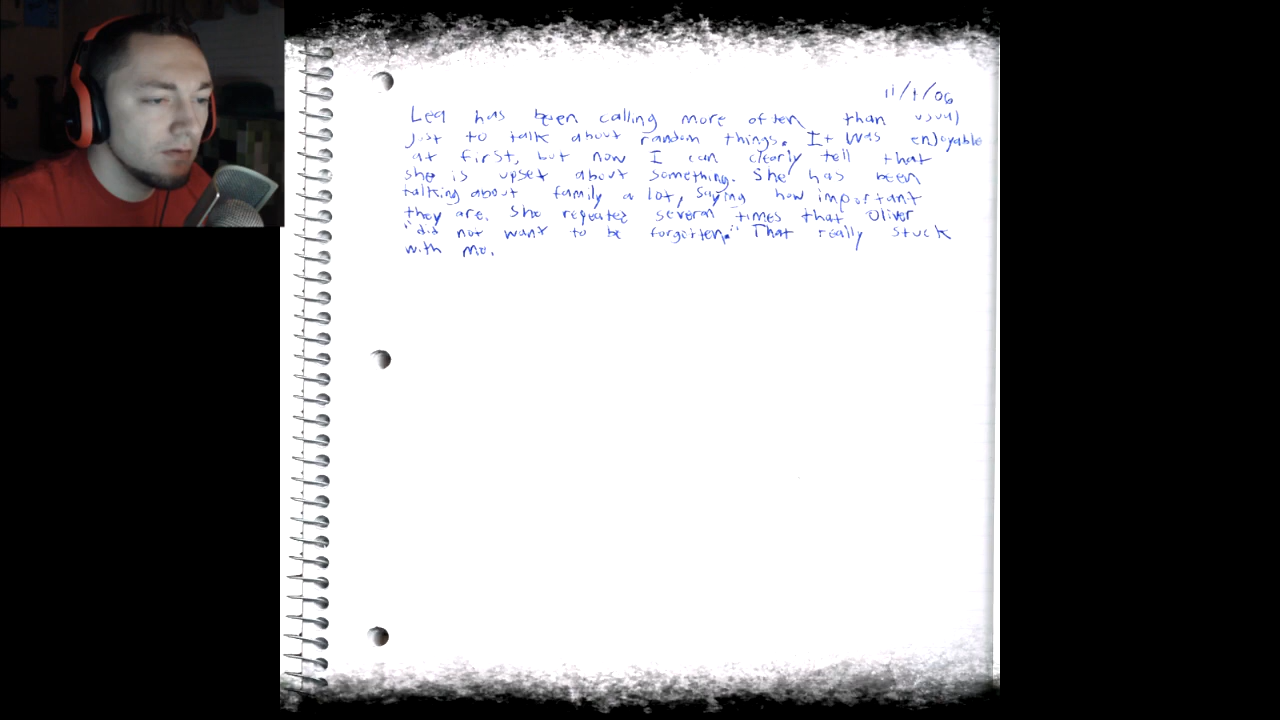 11/1/06
Lea has been calling more often than usual
just to talk about random things. It was enjoyable
at first, but now I can clearly tell that
she is upset about something. She has been
talking about family a lot, saying how important
they are. She repeated several times that Oliver
"did not want to be forgotten." That really stuck
with me.